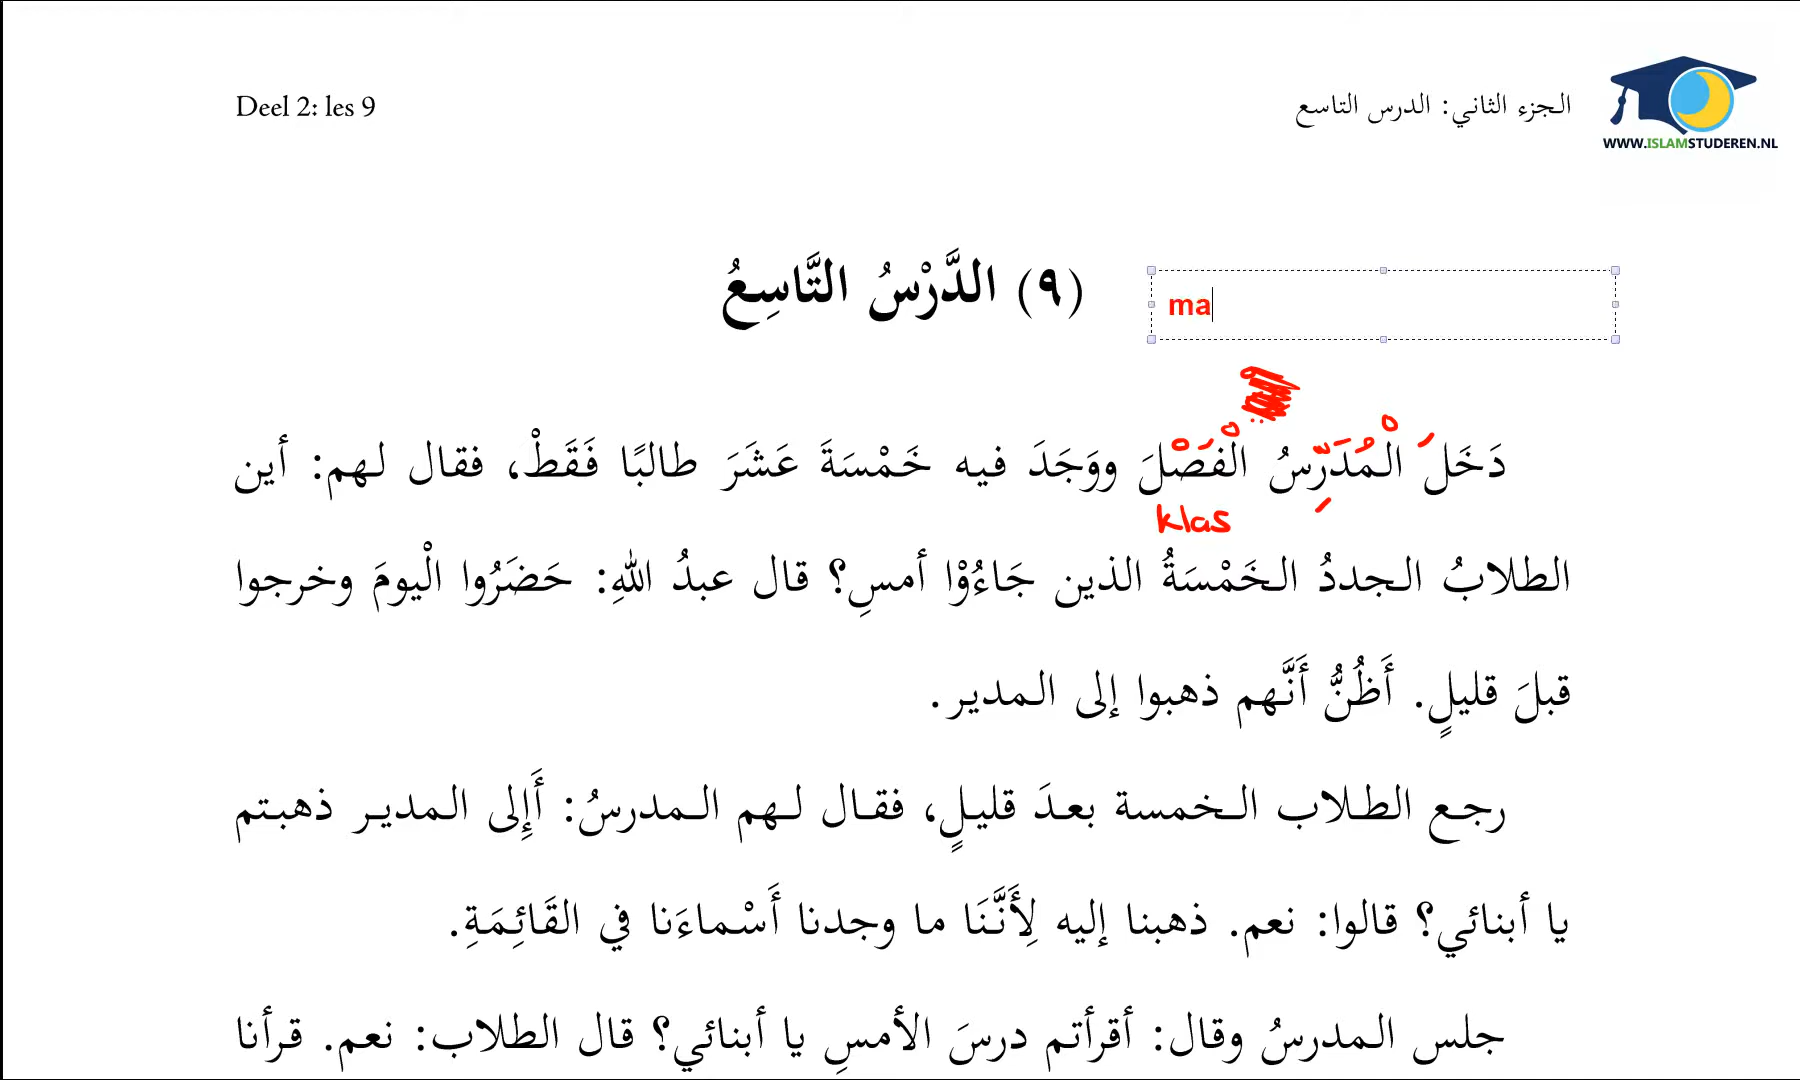 Deel 2: les 9
الجزء الثاني: الدرس التاسع
WWW.ISLAMSTUDEREN.NL
(٩) الدَّرْسُ التَّاسِعُ
ma
دَخَلَ الْمُدَرِّسُ الْفَصْلَ ووَجَدَ فيه خَمْسَةَ عَشَرَ طالبًا فَقَطْ، فقال لهم: أين
klas
الطلابُ الجددُ الخَمْسَةُ الذين جَاءُوْا أمسِ؟ قال عبدُ اللهِ: حَضَرُوا الْيومَ وخرجوا
قبلَ قليلٍ. أَظُنُّ أَنَّهم ذهبوا إلى المدير.
رجع الطلاب الخمسة بعدَ قليلٍ، فقال لهم المدرسُ: أَإِلى المدير ذهبتم
يا أبنائي؟ قالوا: نعم. ذهبنا إليه لِأَنَّنَا ما وجدنا أَسْماءَنا في القَائِمَةِ.
جلس المدرسُ وقال: أقرأتم درسَ الأمسِ يا أبنائي؟ قال الطلاب: نعم. قرأنا